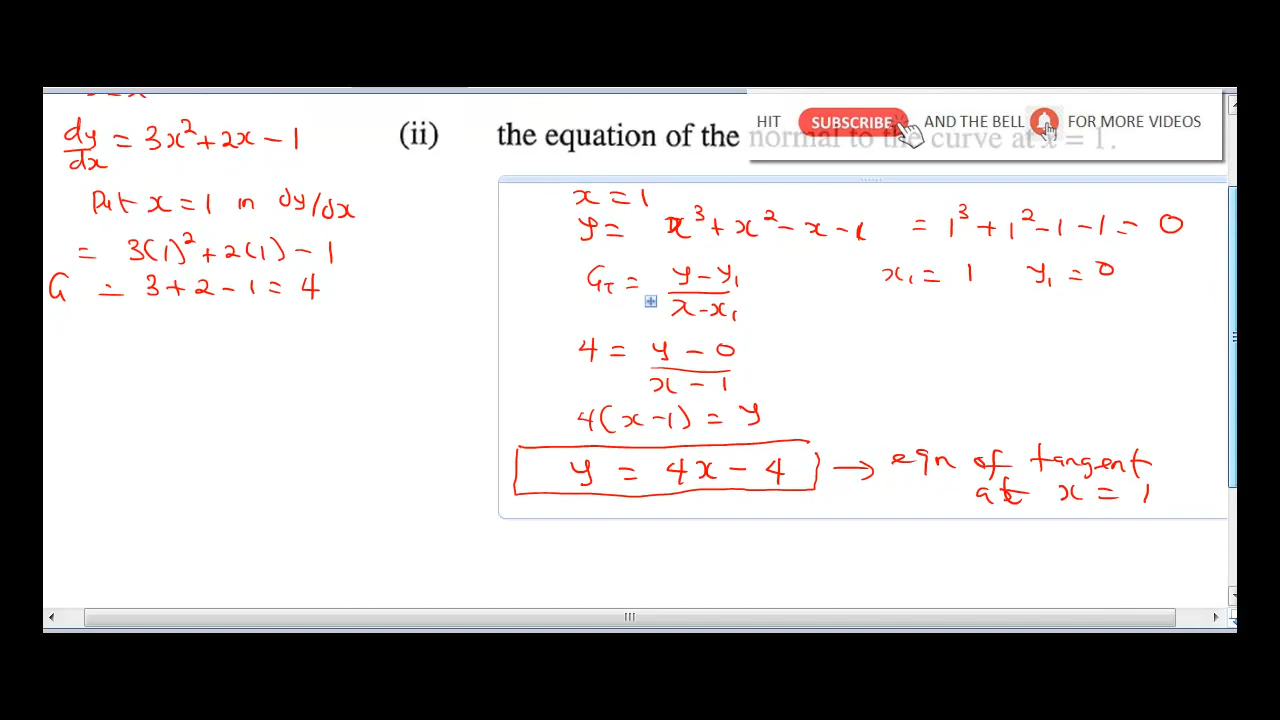 dy/dx = 3x² + 2x - 1
Put x = 1 in dy/dx
= 3(1)² + 2(1) - 1
G = 3 + 2 - 1 = 4
HIT SUBSCRIBE AND THE BELL FOR MORE VIDEOS
(ii) the equation of the normal to the curve at x = 1.
x = 1
y = x³ + x² - x - 1 = 1³ + 1² - 1 - 1 = 0
G_T = (y - y₁)/(x - x₁) x₁ = 1 y₁ = 0
4 = (y - 0)/(x - 1)
4(x - 1) = y
y = 4x - 4 → eqn of tangent
at x = 1